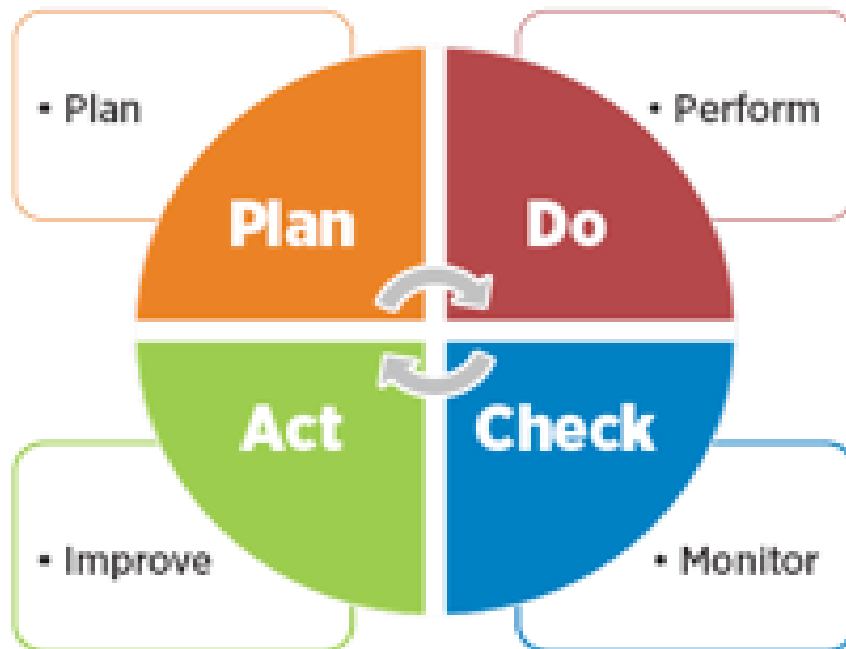 • Plan
• Perform
Plan
Do
Act
Check
• Improve
• Monitor